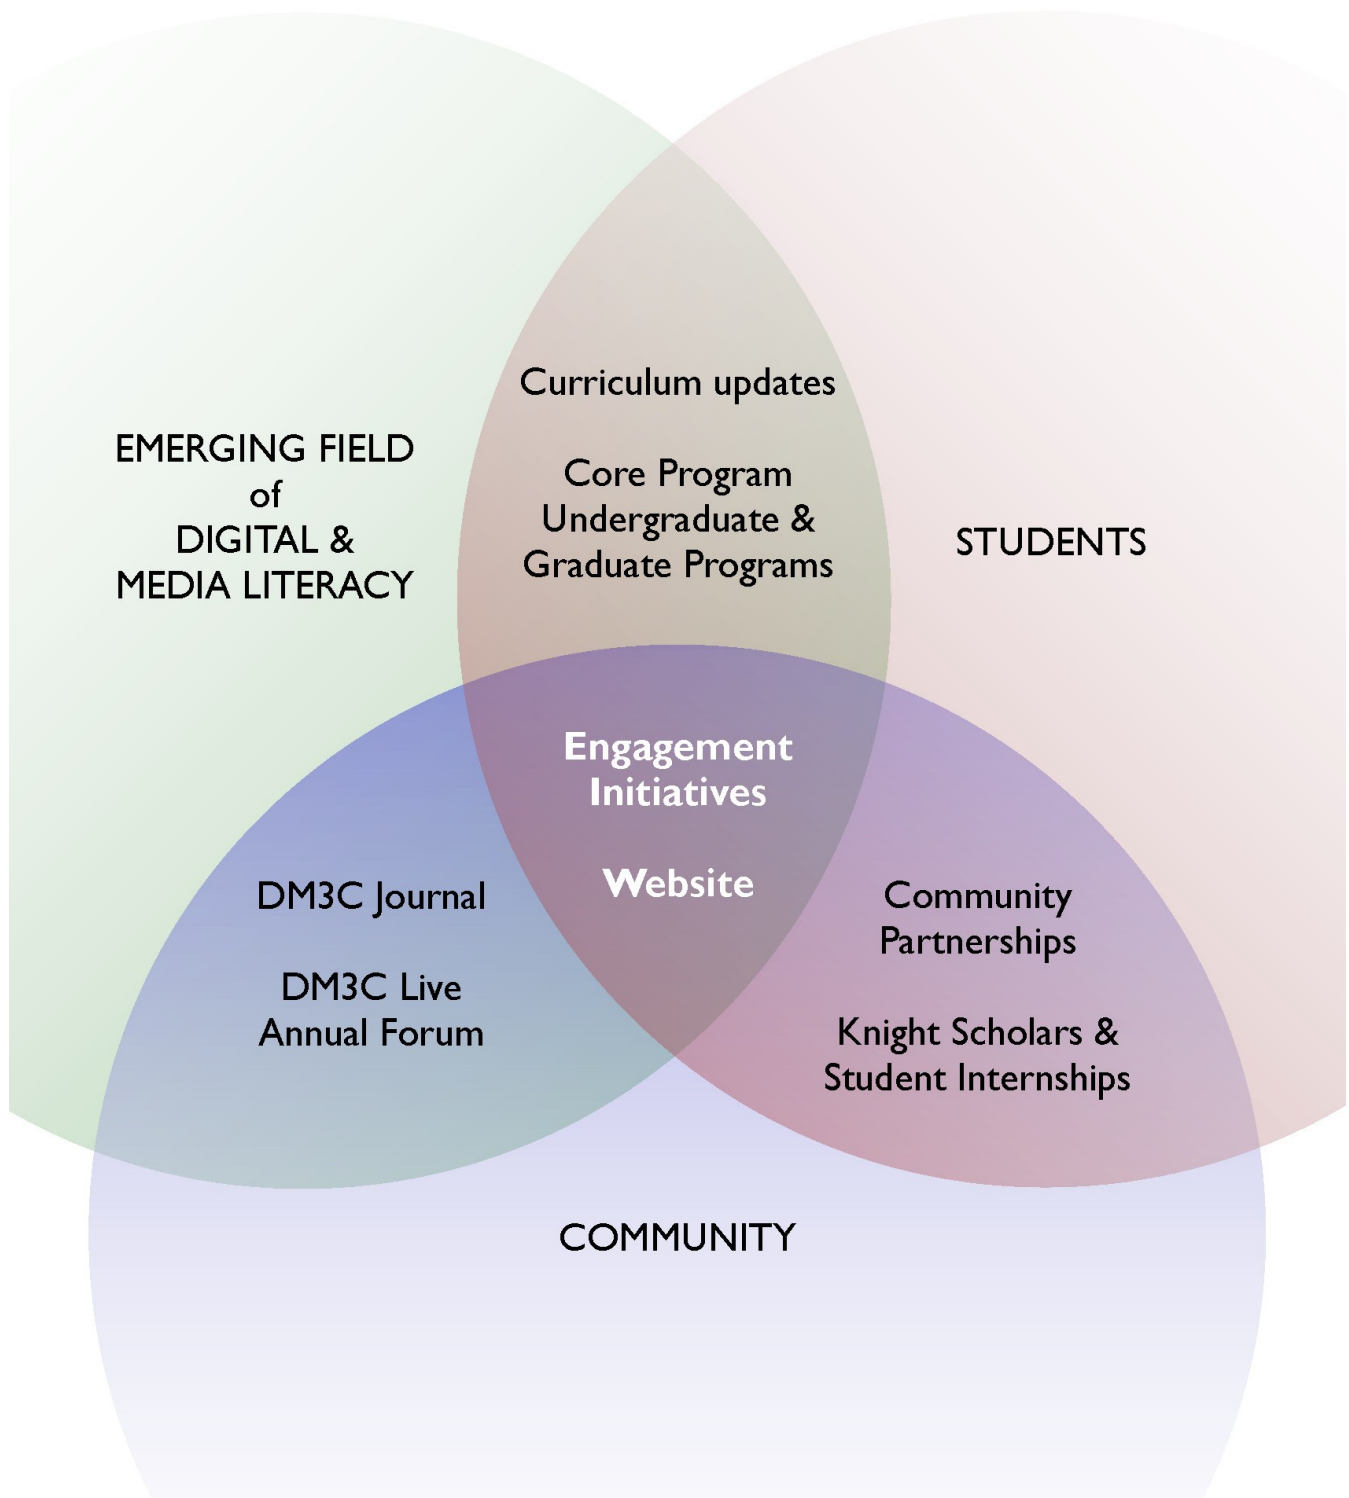 Curriculum updates
Core Program
Undergraduate &
Graduate Programs
EMERGING FIELD
of
DIGITAL &
MEDIA LITERACY
STUDENTS
Engagement
Initiatives
Website
DM3C Journal
DM3C Live
Annual Forum
Community
Partnerships
Knight Scholars &
Student Internships
COMMUNITY